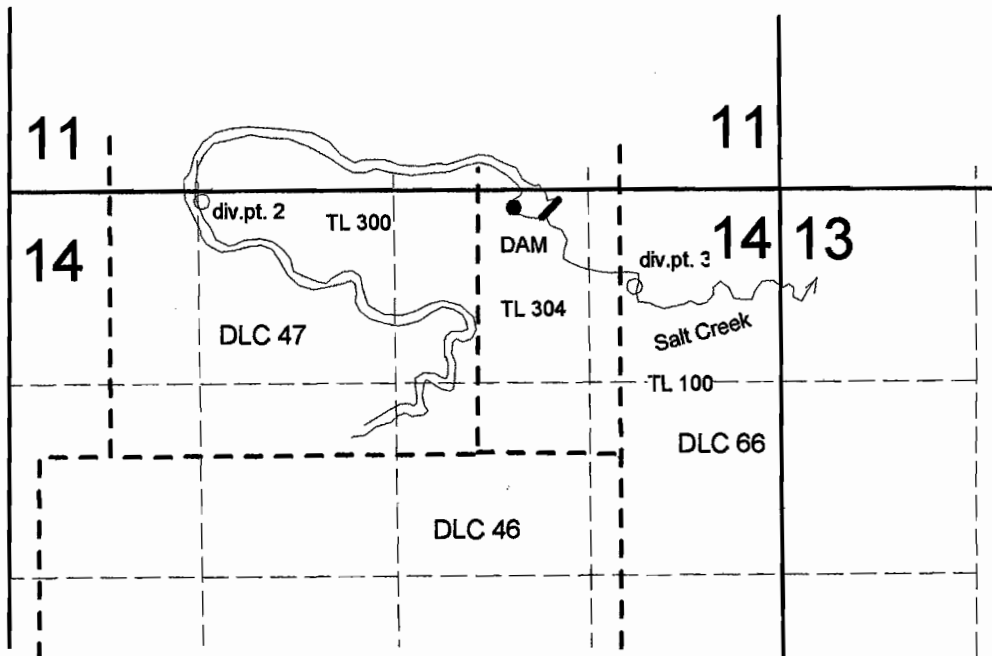 11
11
div.pt. 2
TL 300
14
DAM
div.pt. 3
14
13
TL 304
DLC 47
Salt Creek
TL 100
DLC 66
DLC 46